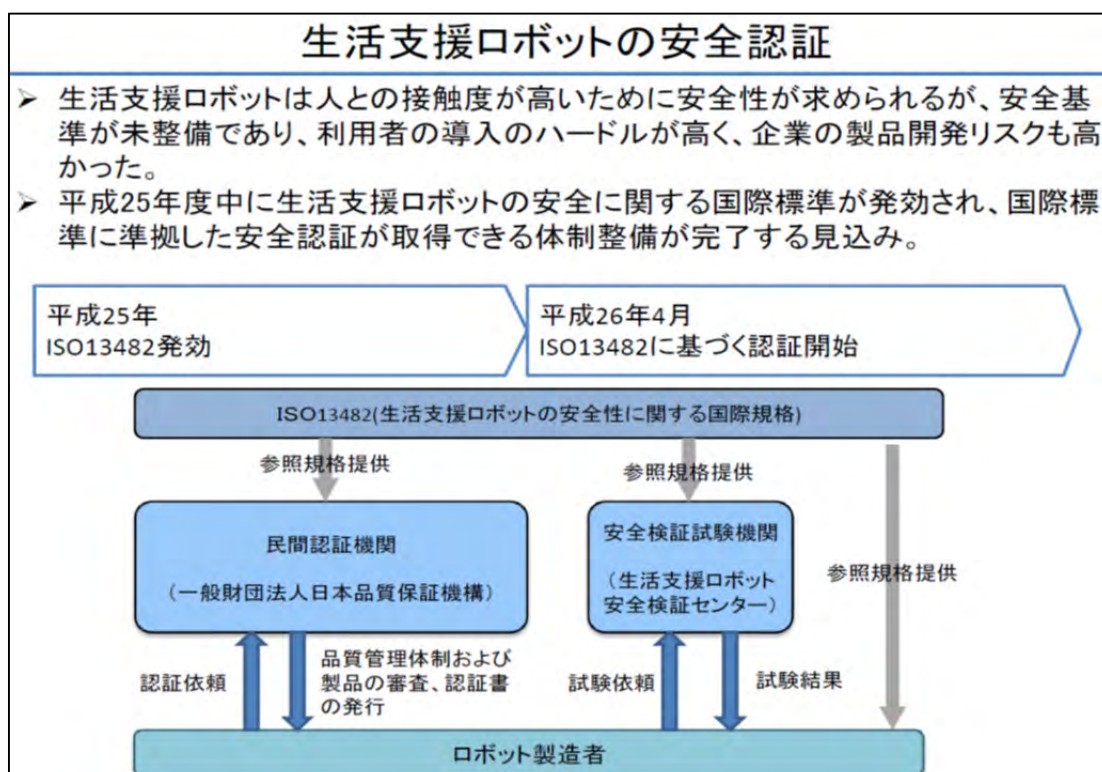 生活支援ロボットの安全認証
➢ 生活支援ロボットは人との接触度が高いために安全性が求められるが、安全基
準が未整備であり、利用者の導入のハードルが高く、企業の製品開発リスクも高
かった。
➢ 平成25年度中に生活支援ロボットの安全に関する国際標準が発効され、国際標
準に準拠した安全認証が取得できる体制整備が完了する見込み。
平成25年
ISO13482発効
平成26年4月
ISO13482に基づく認証開始
ISO13482(生活支援ロボットの安全性に関する国際規格)
参照規格提供
参照規格提供
参照規格提供
民間認証機関
（一般財団法人日本品質保証機構）
安全検証試験機関
（生活支援ロボット
安全検証センター）
認証依頼
品質管理体制および
製品の審査、認証書
の発行
試験依頼
試験結果
ロボット製造者